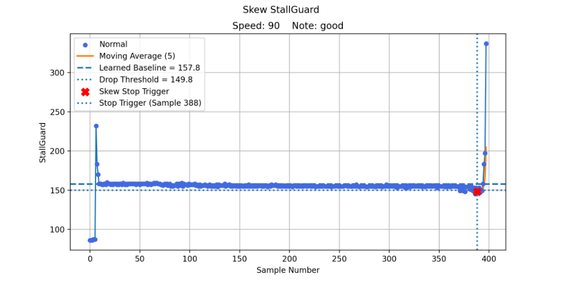 Skew StallGuard
Speed: 90 Note: good
Normal
Moving Average (5)
Learned Baseline = 157.8
Drop Threshold = 149.8
Skew Stop Trigger
Stop Trigger (Sample 388)
StallGuard
300
250
200
150
100
0 50 100 150 200 250 300 350 400
Sample Number